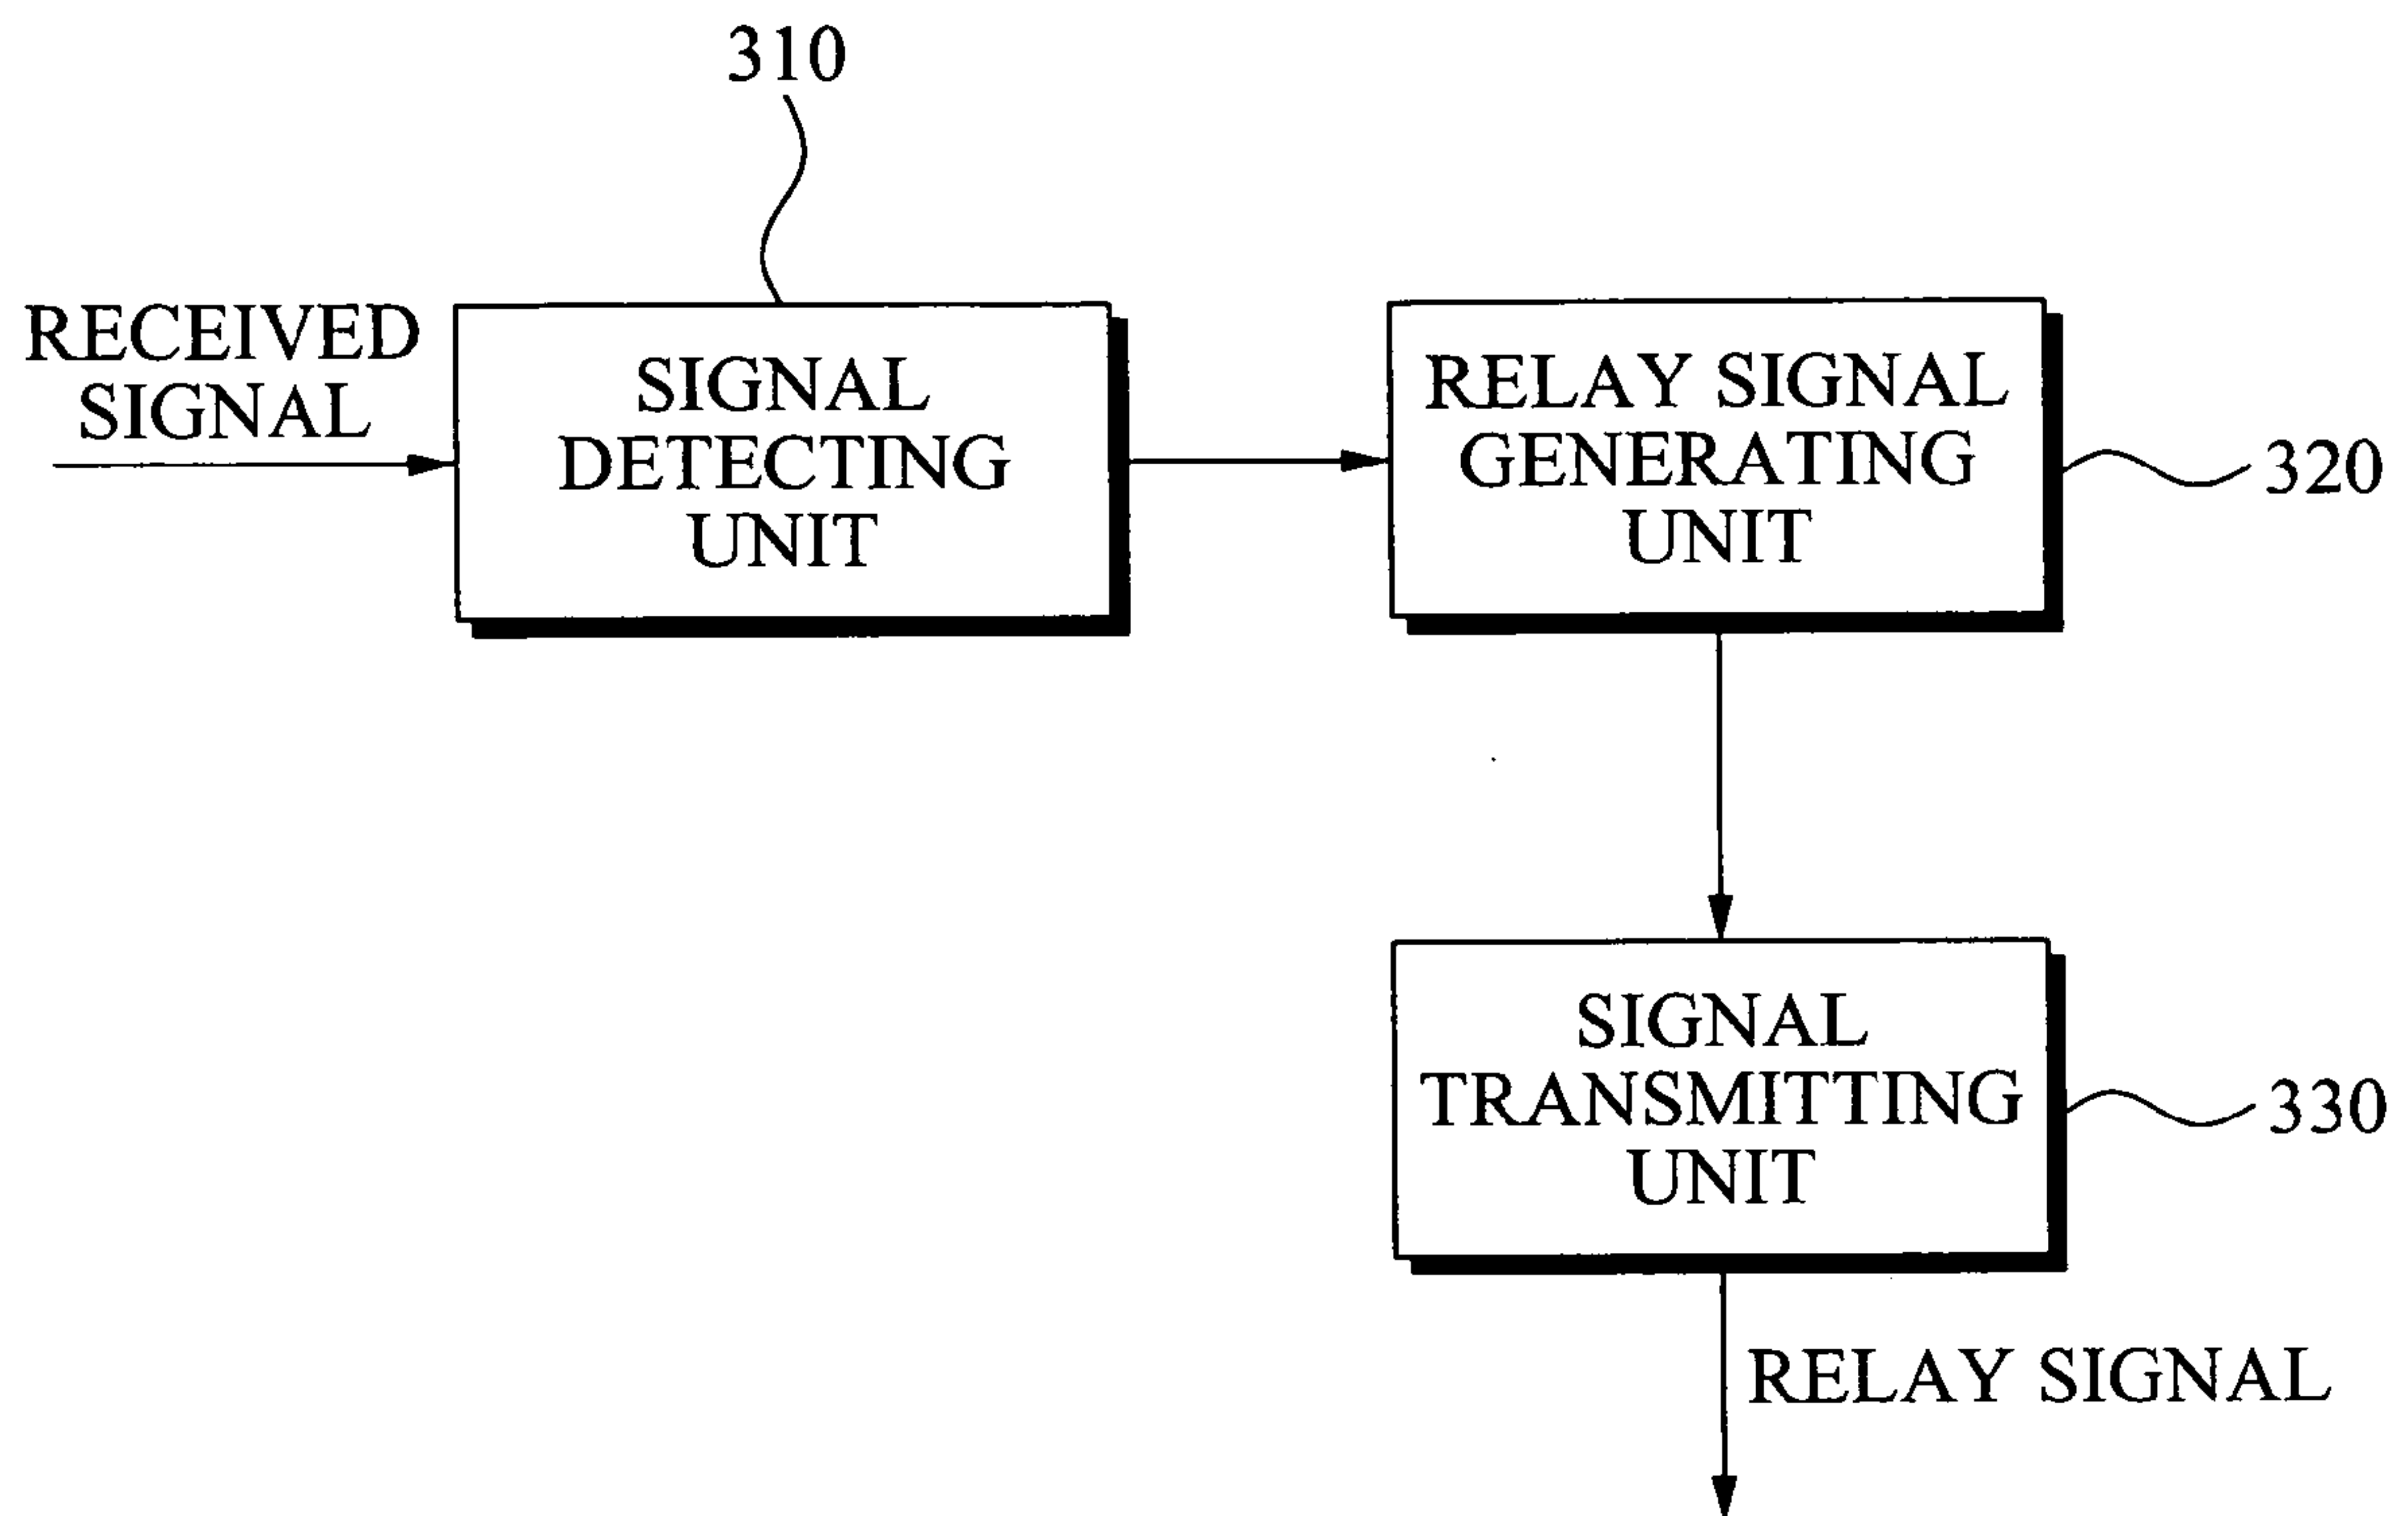 310
RECEIVED
SIGNAL
SIGNAL
DETECTING
UNIT
RELAY SIGNAL
GENERATING
UNIT
320
SIGNAL
TRANSMITTING
UNIT
330
RELAY SIGNAL